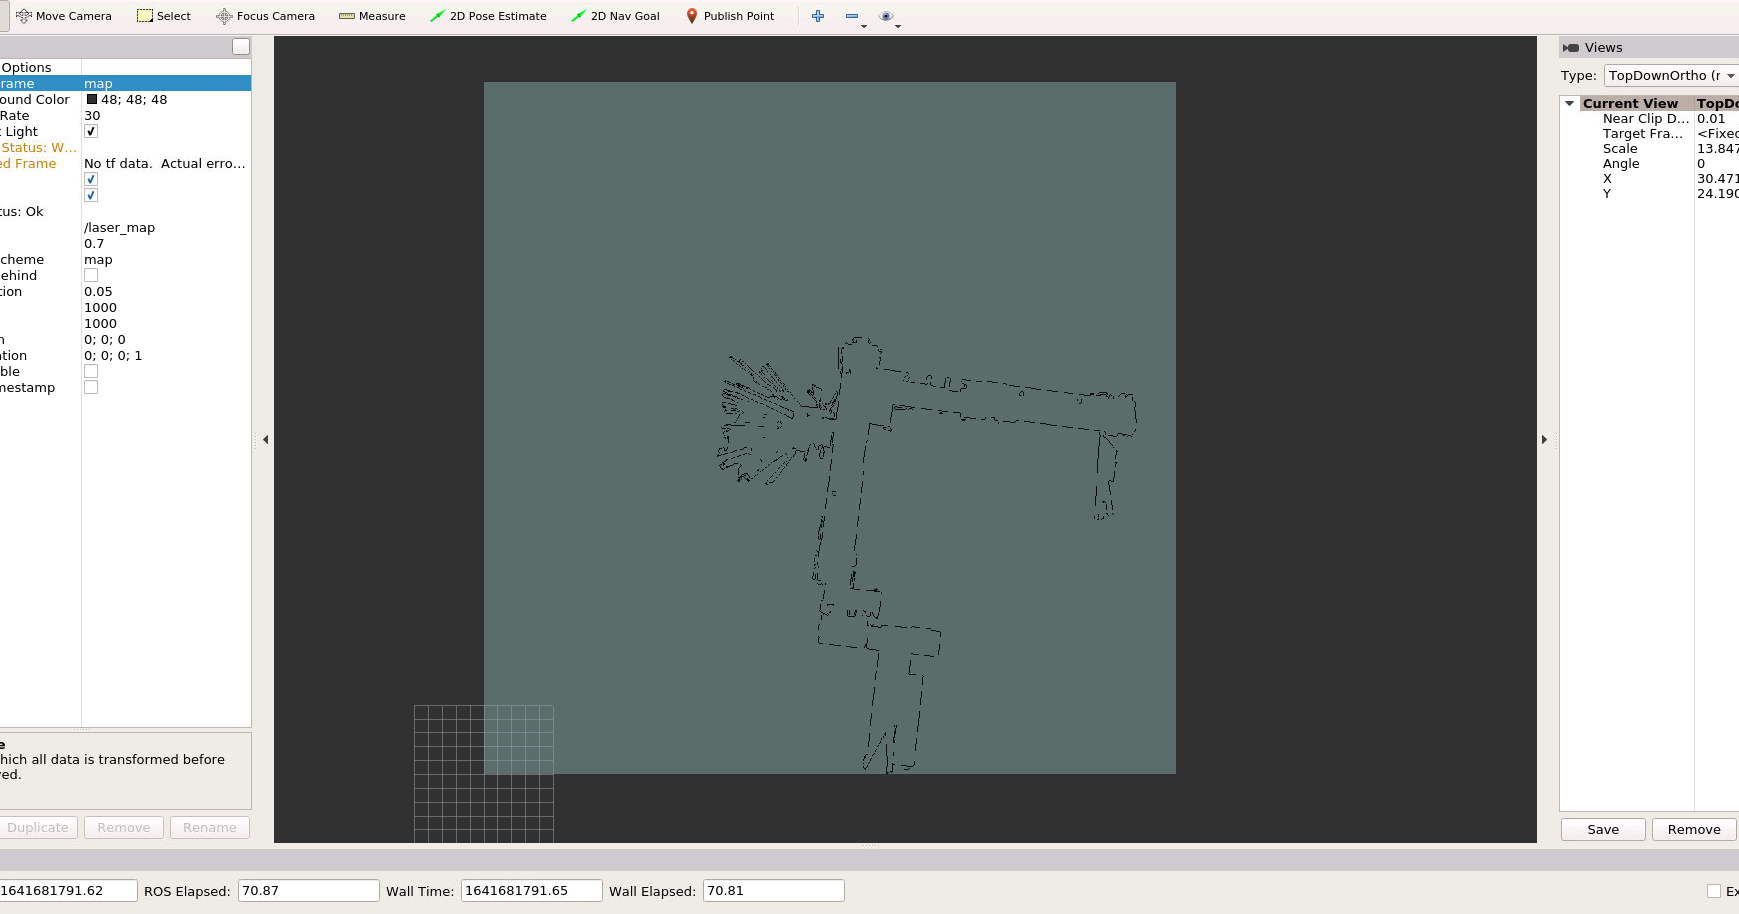 Move Camera Select Focus Camera Measure 2D Pose Estimate 2D Nav Goal Publish Point
Options
rame map
ound Color 48; 48; 48
Rate 30
t Light
Status: W...
ed Frame No tf data. Actual erro...
tus: Ok
/laser_map
0.7
cheme map
ehind
tion 0.05
1000
1000
n 0; 0; 0
ation 0; 0; 0; 1
ble
mestamp
e
hich all data is transformed before
yed.
Duplicate Remove Rename
Views
Type: TopDownOrtho (r
Current View TopDo
Near Clip D... 0.01
Target Fra... <Fixed
Scale 13.847
Angle 0
X 30.471
Y 24.190
Save Remove
1641681791.62 ROS Elapsed: 70.87 Wall Time: 1641681791.65 Wall Elapsed: 70.81
Ex